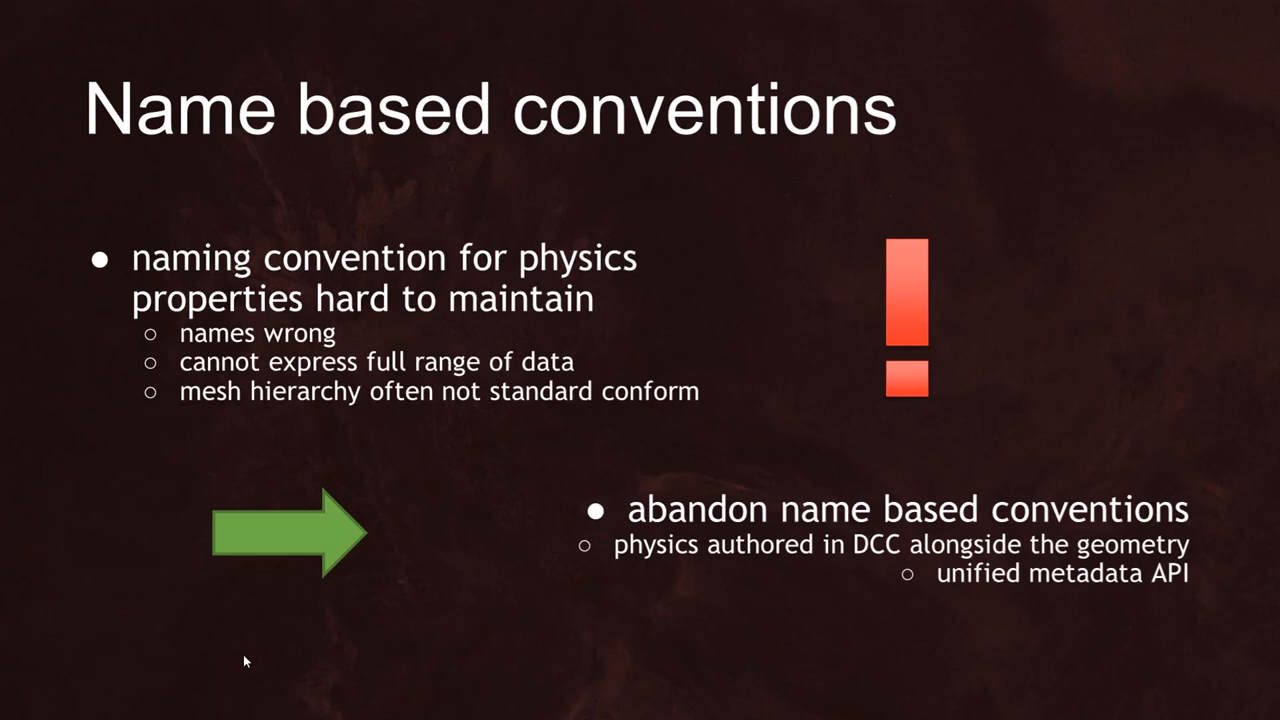 Name based conventions
● naming convention for physics
properties hard to maintain
○ names wrong
○ cannot express full range of data
○ mesh hierarchy often not standard conform
● abandon name based conventions
○ physics authored in DCC alongside the geometry
○ unified metadata API